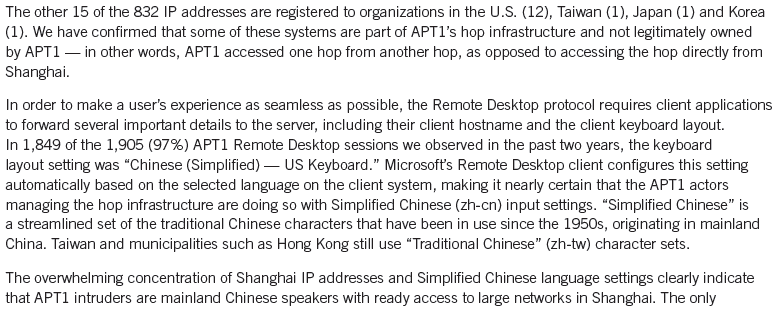 The other 15 of the 832 IP addresses are registered to organizations in the U.S. (12), Taiwan (1), Japan (1) and Korea
(1). We have confirmed that some of these systems are part of APT1’s hop infrastructure and not legitimately owned
by APT1 — in other words, APT1 accessed one hop from another hop, as opposed to accessing the hop directly from
Shanghai.
In order to make a user’s experience as seamless as possible, the Remote Desktop protocol requires client applications
to forward several important details to the server, including their client hostname and the client keyboard layout.
In 1,849 of the 1,905 (97%) APT1 Remote Desktop sessions we observed in the past two years, the keyboard
layout setting was “Chinese (Simplified) — US Keyboard.” Microsoft’s Remote Desktop client configures this setting
automatically based on the selected language on the client system, making it nearly certain that the APT1 actors
managing the hop infrastructure are doing so with Simplified Chinese (zh-cn) input settings. “Simplified Chinese” is
a streamlined set of the traditional Chinese characters that have been in use since the 1950s, originating in mainland
China. Taiwan and municipalities such as Hong Kong still use “Traditional Chinese” (zh-tw) character sets.
The overwhelming concentration of Shanghai IP addresses and Simplified Chinese language settings clearly indicate
that APT1 intruders are mainland Chinese speakers with ready access to large networks in Shanghai. The only